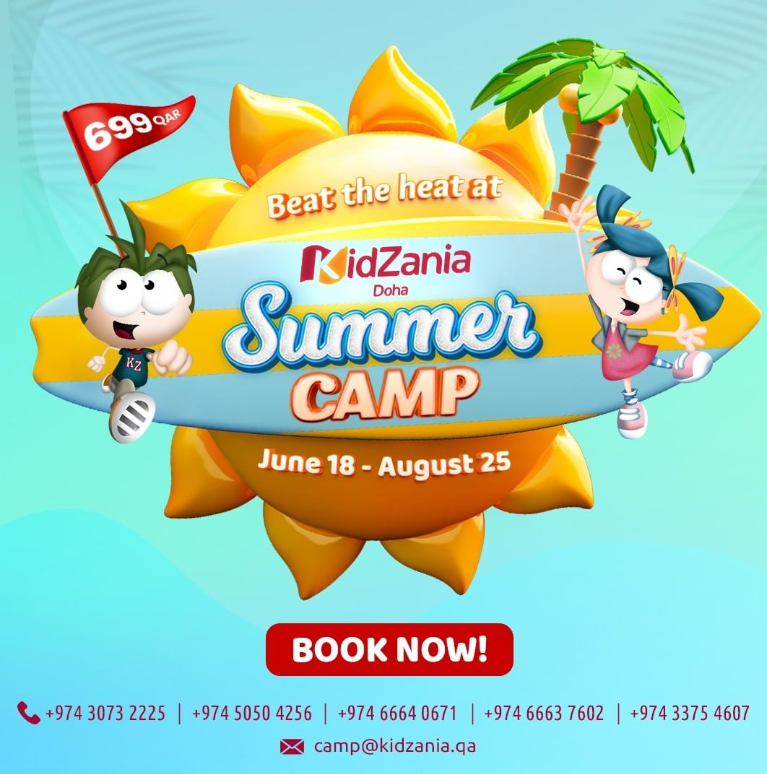 699 QAR
Beat the heat at
KidZania
Doha
Summer
CAMP
KZ
June 18 - August 25
BOOK NOW!
+974 3073 2225 | +974 5050 4256 | +974 6664 0671 | +974 6663 7602 | +974 3375 4607
camp@kidzania.qa